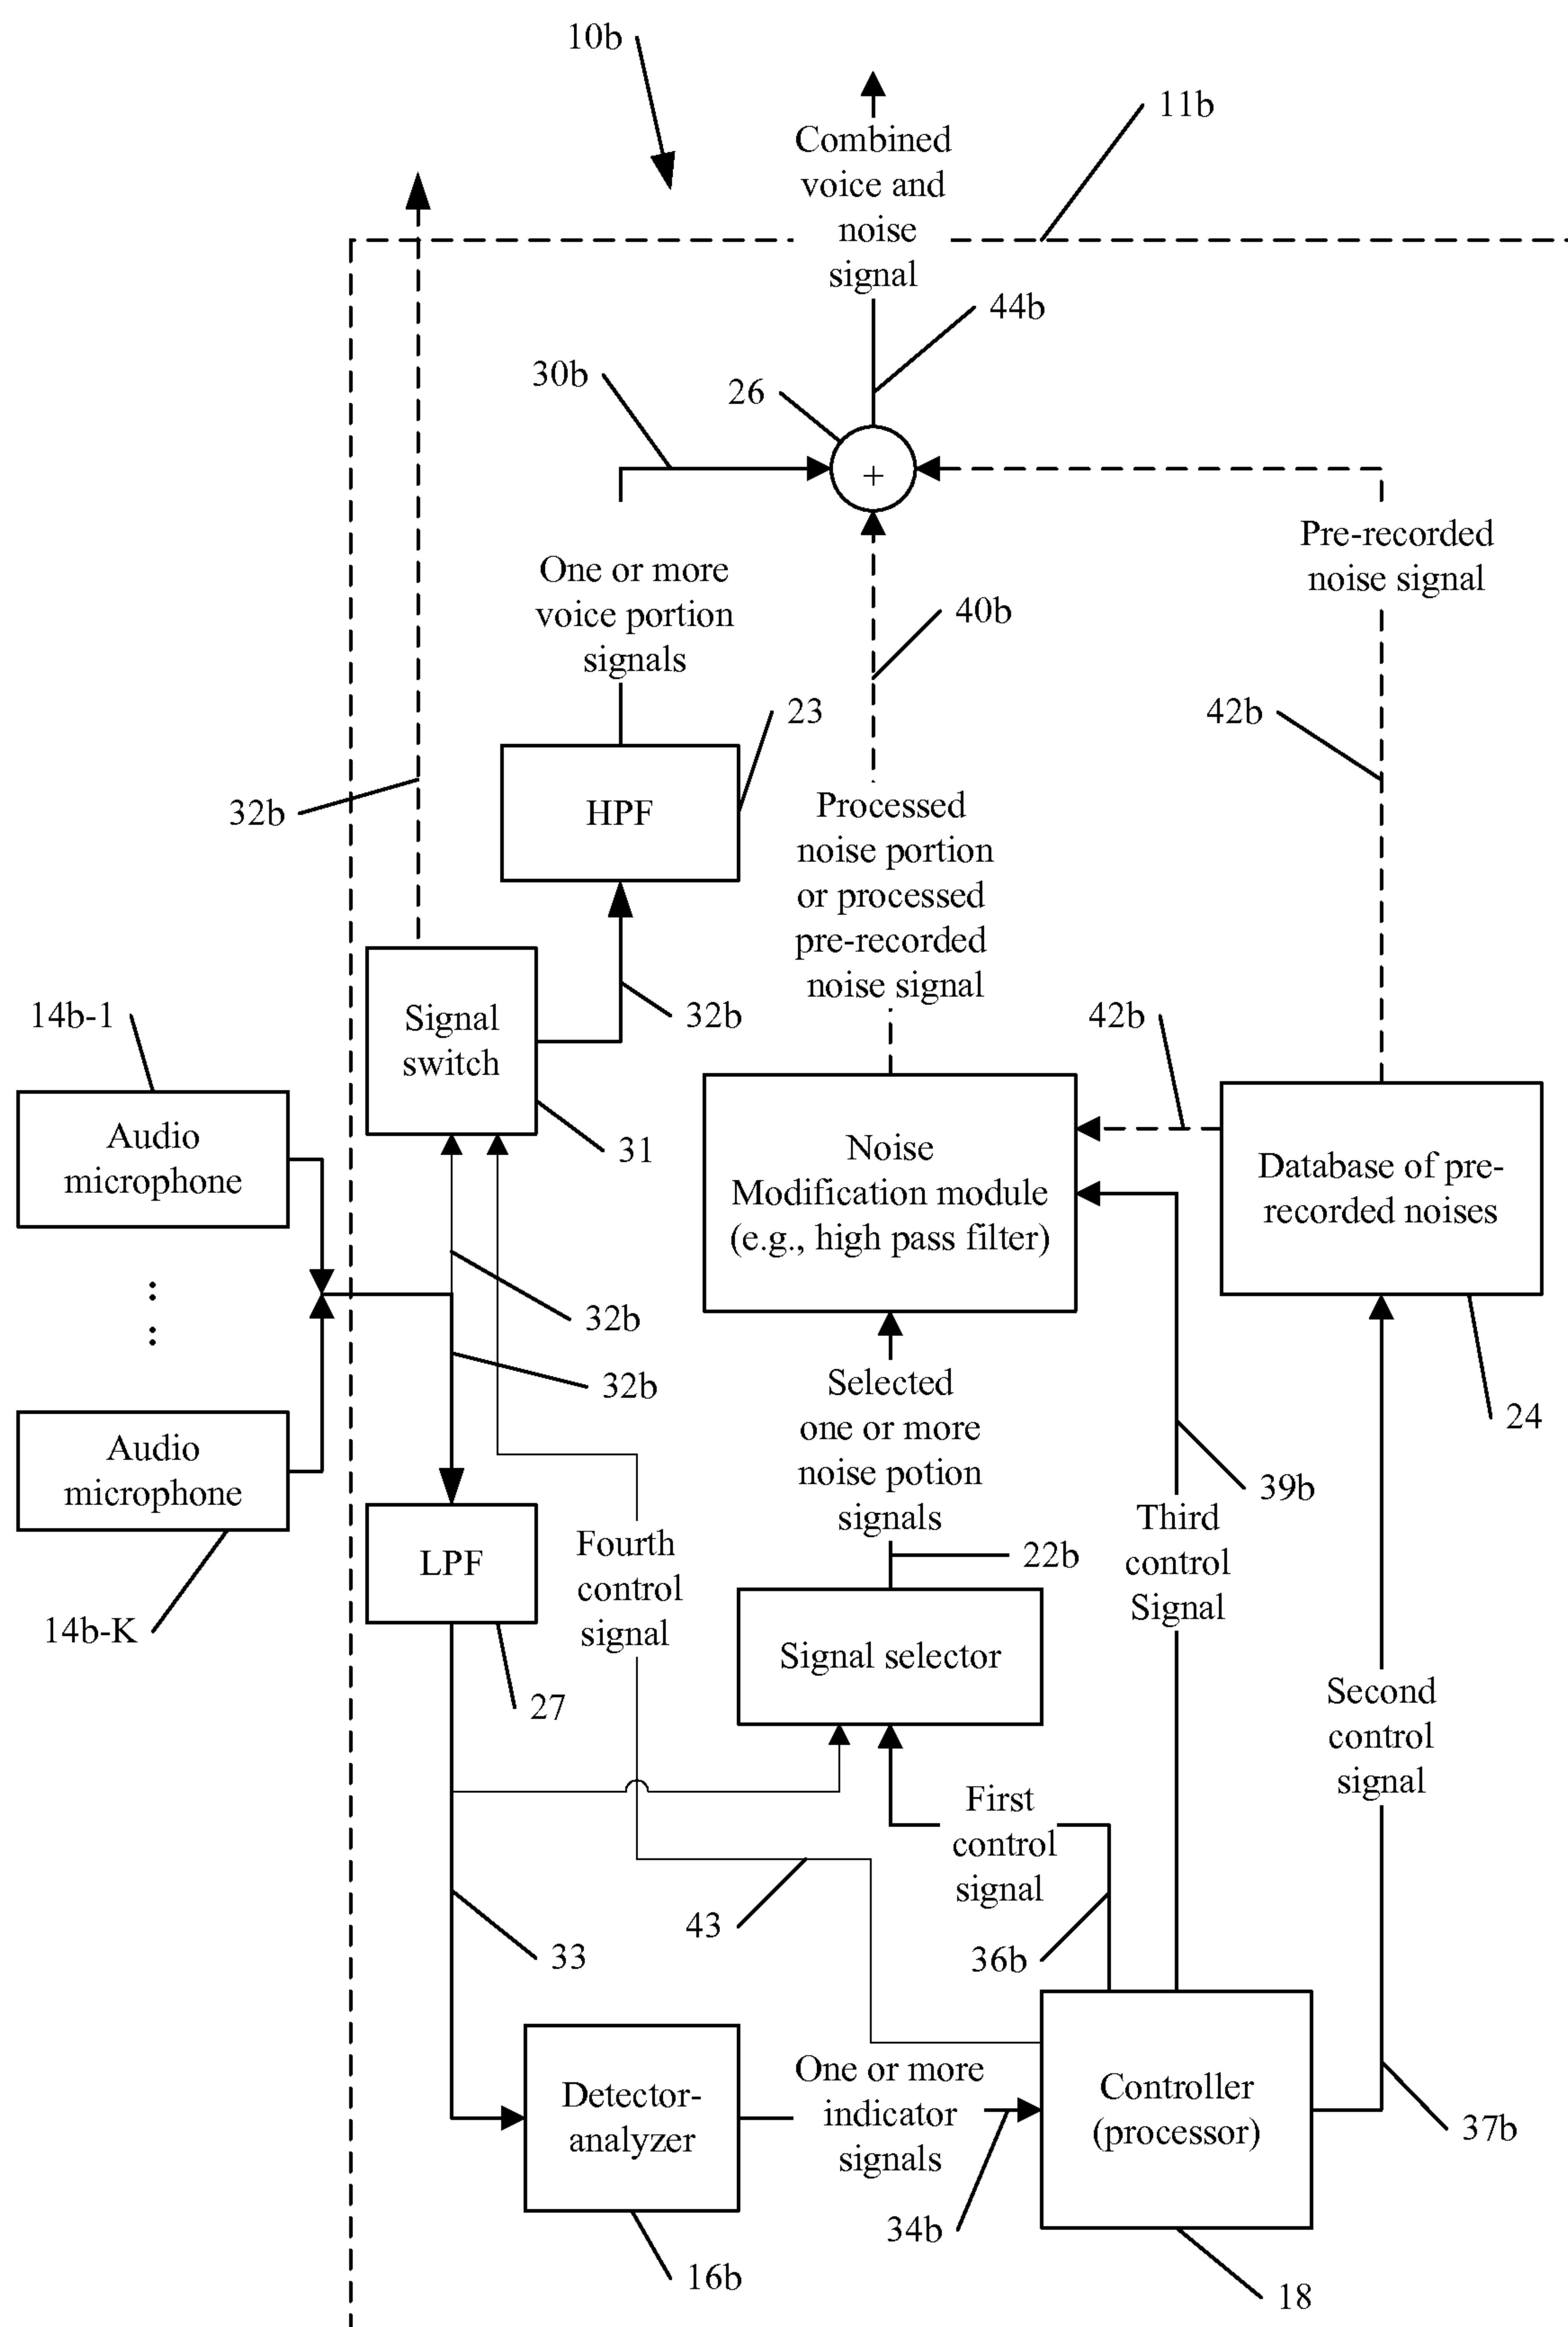 10b
11b
Combined
voice and
noise
signal
44b
30b
26
+
Pre-recorded
noise signal
One or more
voice portion
signals
40b
23
42b
32b
HPF
Processed
noise portion
or processed
pre-recorded
noise signal
14b-1
Signal
switch
32b
42b
31
Audio
microphone
Noise
Modification module
(e.g., high pass filter)
Database of pre-
recorded noises
32b
32b
Selected
one or more
noise potion
signals
24
Audio
microphone
39b
LPF
Fourth
control
signal
Third
control
Signal
22b
14b-K
Signal selector
27
Second
control
signal
First
control
signal
43
33
36b
Detector-
analyzer
One or more
indicator
signals
Controller
(processor)
37b
34b
16b
18